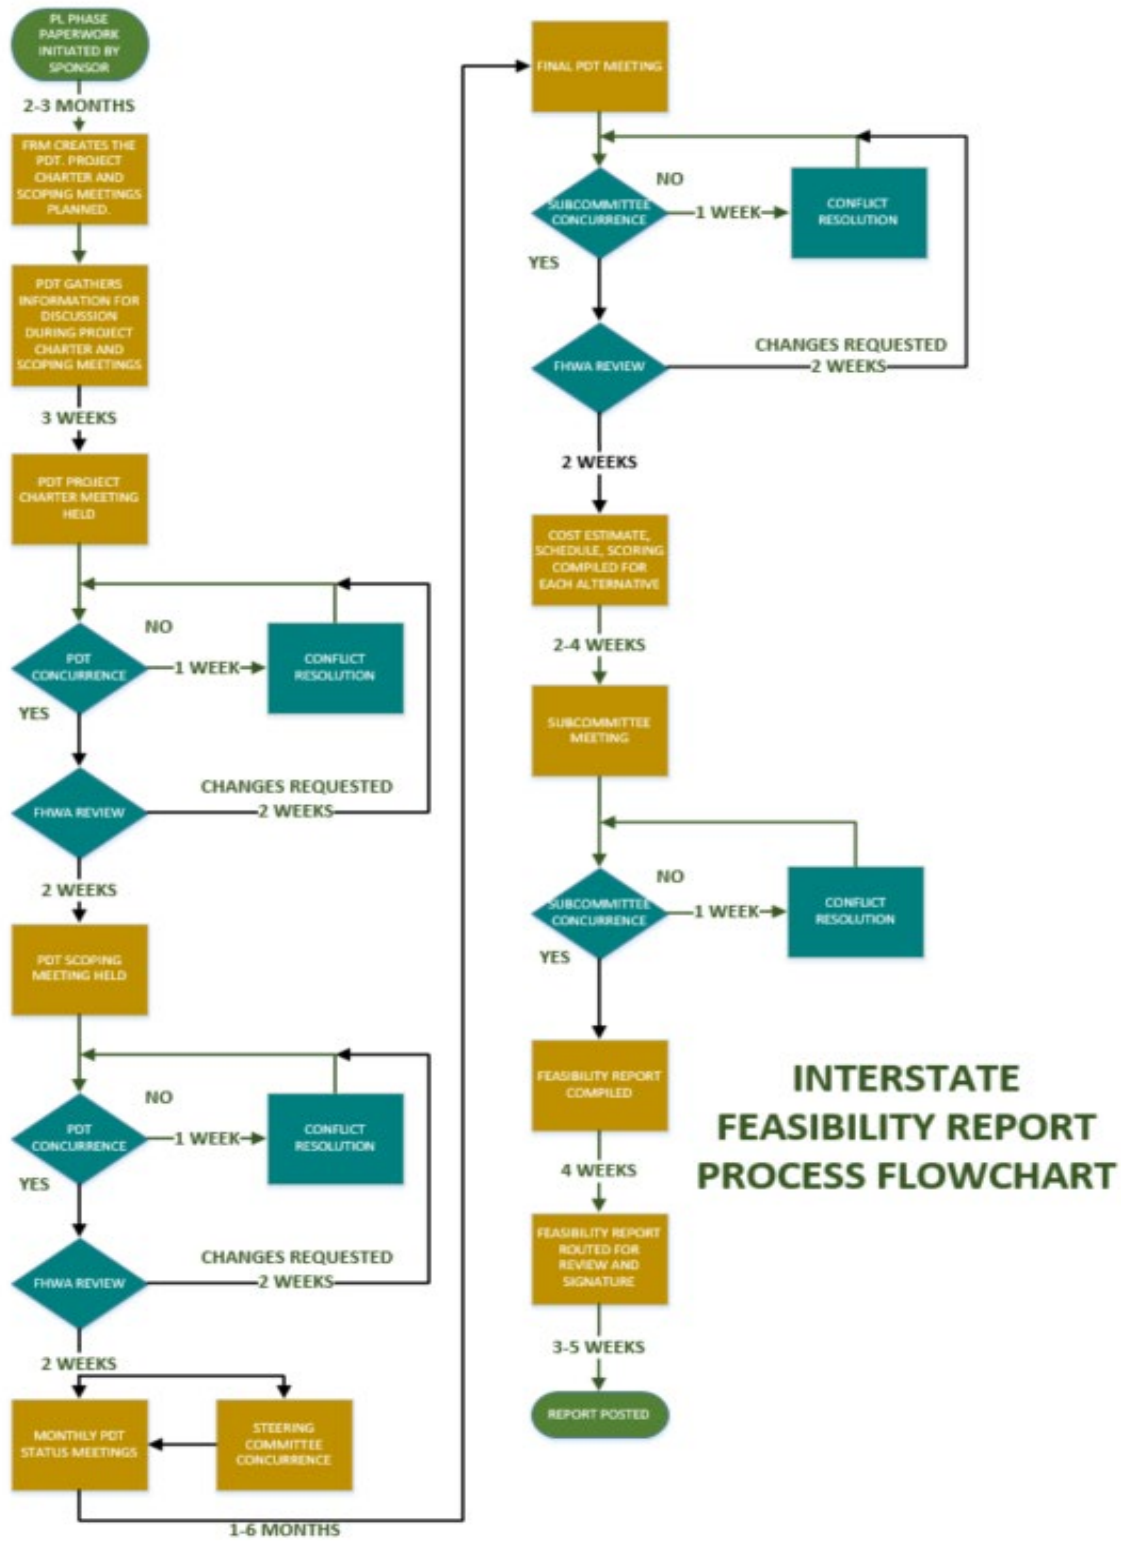 PL PHASE
PAPERWORK
INITIATED BY
SPONSOR
2-3 MONTHS
FRM CREATES THE
PDT. PROJECT
CHARTER AND
SCOPING MEETINGS
PLANNED.
PDT GATHERS
INFORMATION FOR
DISCUSSION
DURING PROJECT
CHARTER AND
SCOPING MEETINGS
3 WEEKS
PDT PROJECT
CHARTER MEETING
HELD
NO
PDT
CONCURRENCE
1 WEEK
CONFLICT
RESOLUTION
YES
FHWA REVIEW
CHANGES REQUESTED
2 WEEKS
2 WEEKS
PDT SCOPING
MEETING HELD
NO
PDT
CONCURRENCE
1 WEEK
CONFLICT
RESOLUTION
YES
FHWA REVIEW
CHANGES REQUESTED
2 WEEKS
2 WEEKS
MONTHLY PDT
STATUS MEETINGS
STEERING
COMMITTEE
CONCURRENCE
1-6 MONTHS
FINAL PDT MEETING
NO
SUBCOMMITTEE
CONCURRENCE
1 WEEK
CONFLICT
RESOLUTION
YES
FHWA REVIEW
CHANGES REQUESTED
2 WEEKS
2 WEEKS
COST ESTIMATE,
SCHEDULE, SCORING
COMPILED FOR
EACH ALTERNATIVE
2-4 WEEKS
SUBCOMMITTEE
MEETING
NO
SUBCOMMITTEE
CONCURRENCE
1 WEEK
CONFLICT
RESOLUTION
YES
FEASIBILITY REPORT
COMPILED
4 WEEKS
FEASIBILITY REPORT
ROUTED FOR
REVIEW AND
SIGNATURE
3-5 WEEKS
REPORT POSTED
INTERSTATE
FEASIBILITY REPORT
PROCESS FLOWCHART